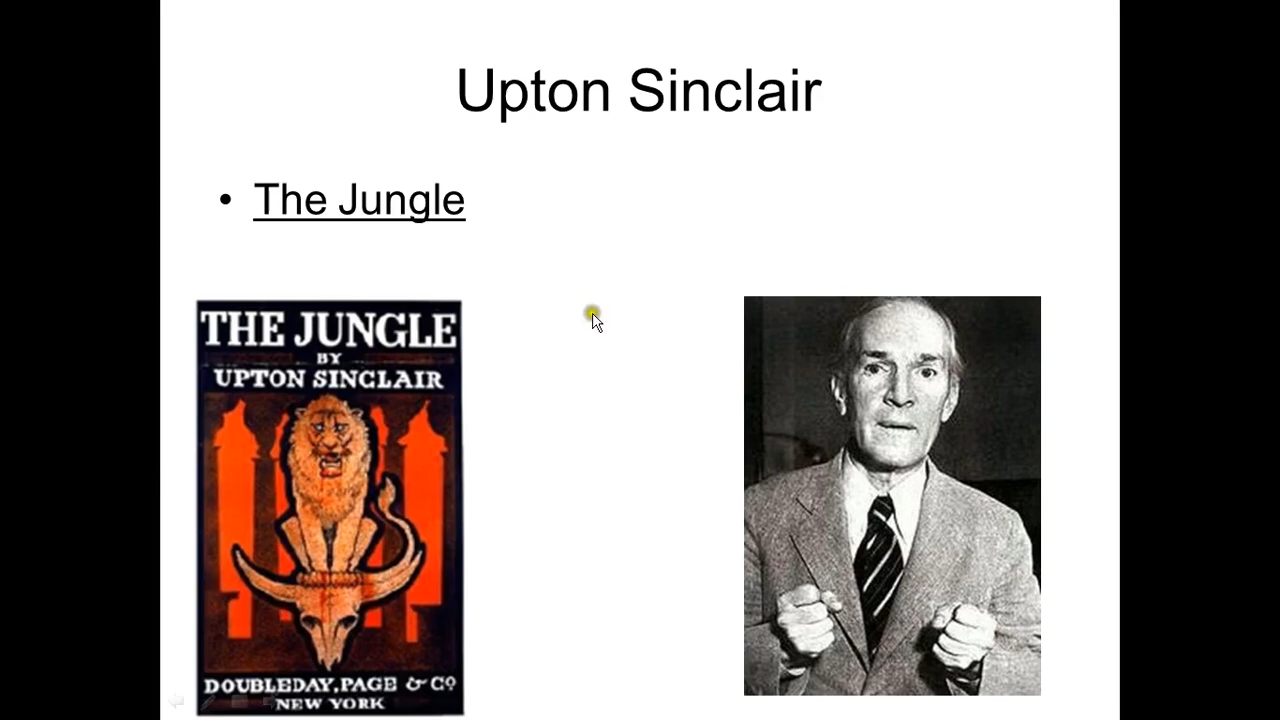 Upton Sinclair
• The Jungle
THE JUNGLE
BY
UPTON SINCLAIR
DOUBLEDAY, PAGE & Cº
NEW YORK